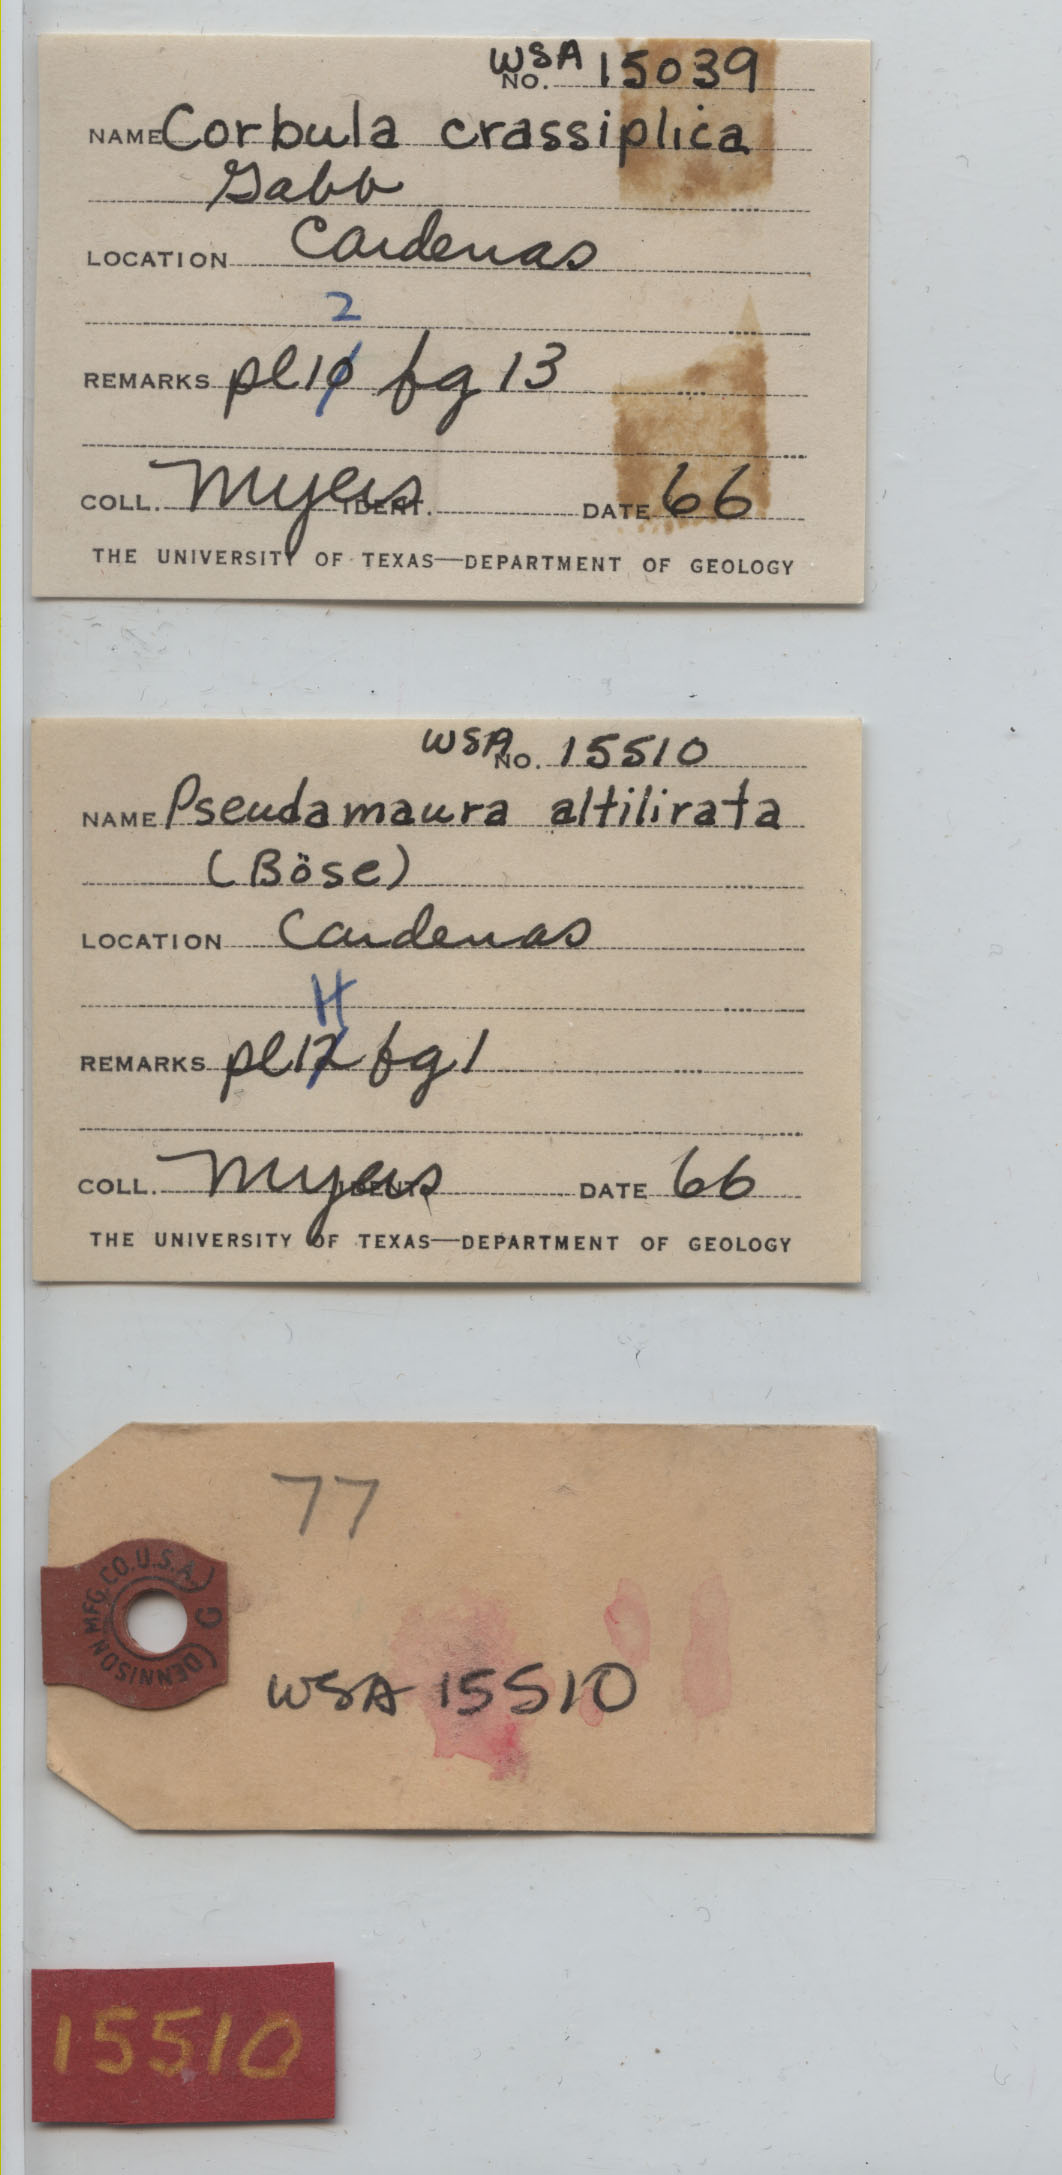 WSA
NO. 15039
NAME Corbula crassiplica
Gabb
LOCATION Cardenas
2
REMARKS pl 10 fg 13
COLL. Myers IDENT. DATE 66
THE UNIVERSITY OF TEXAS—DEPARTMENT OF GEOLOGY
WSA NO. 15510
NAME Pseudamaura altilirata
(Böse)
LOCATION Cardenas
H
REMARKS pl 12 fg 1
COLL. Myers IDENT. DATE 66
THE UNIVERSITY OF TEXAS—DEPARTMENT OF GEOLOGY
77
DENNISON MFG. CO. U.S.A. G
WSA 15510
15510